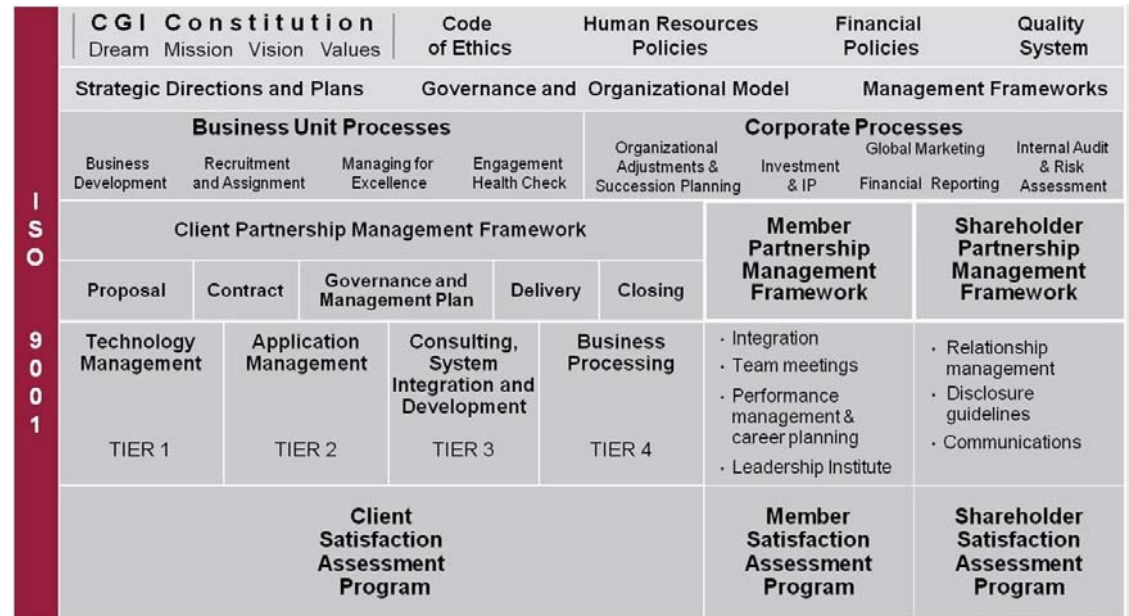 CGI Constitution
Dream Mission Vision Values
Code
of Ethics
Human Resources
Policies
Financial
Policies
Quality
System
Strategic Directions and Plans
Governance and Organizational Model
Management Frameworks
Business Unit Processes
Business
Development
Recruitment
and Assignment
Managing for
Excellence
Engagement
Health Check
Corporate Processes
Organizational
Adjustments &
Succession Planning
Investment
& IP
Global Marketing
Financial Reporting
Internal Audit
& Risk
Assessment
ISO 9001
Client Partnership Management Framework
Proposal
Contract
Governance and
Management Plan
Delivery
Closing
Member
Partnership
Management
Framework
Shareholder
Partnership
Management
Framework
Technology
Management
TIER 1
Application
Management
TIER 2
Consulting,
System
Integration and
Development
TIER 3
Business
Processing
TIER 4
· Integration
· Team meetings
· Performance
management &
career planning
· Leadership Institute
· Relationship
management
· Disclosure
guidelines
· Communications
Client
Satisfaction
Assessment
Program
Member
Satisfaction
Assessment
Program
Shareholder
Satisfaction
Assessment
Program